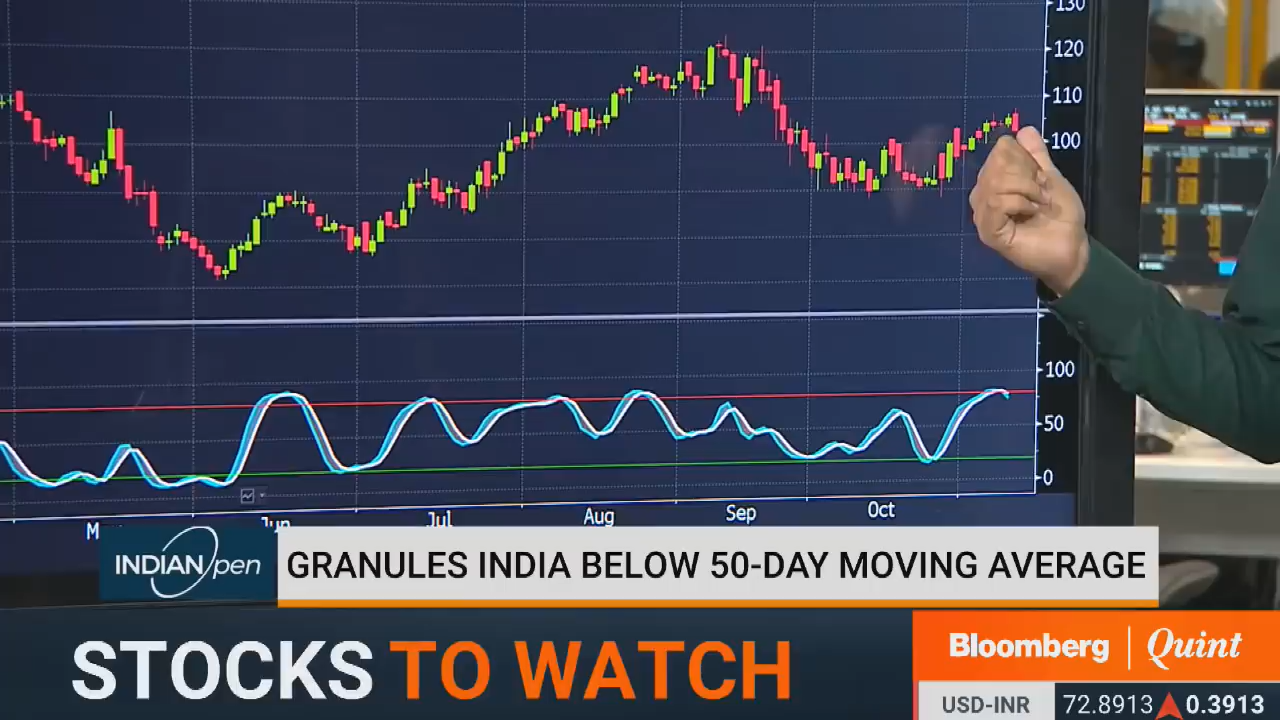 130
120
110
100
100
50
0
Jun
Jul
Aug
Sep
Oct
INDIAN Open
GRANULES INDIA BELOW 50-DAY MOVING AVERAGE
STOCKS TO WATCH
Bloomberg | Quint
USD-INR 72.8913 0.3913